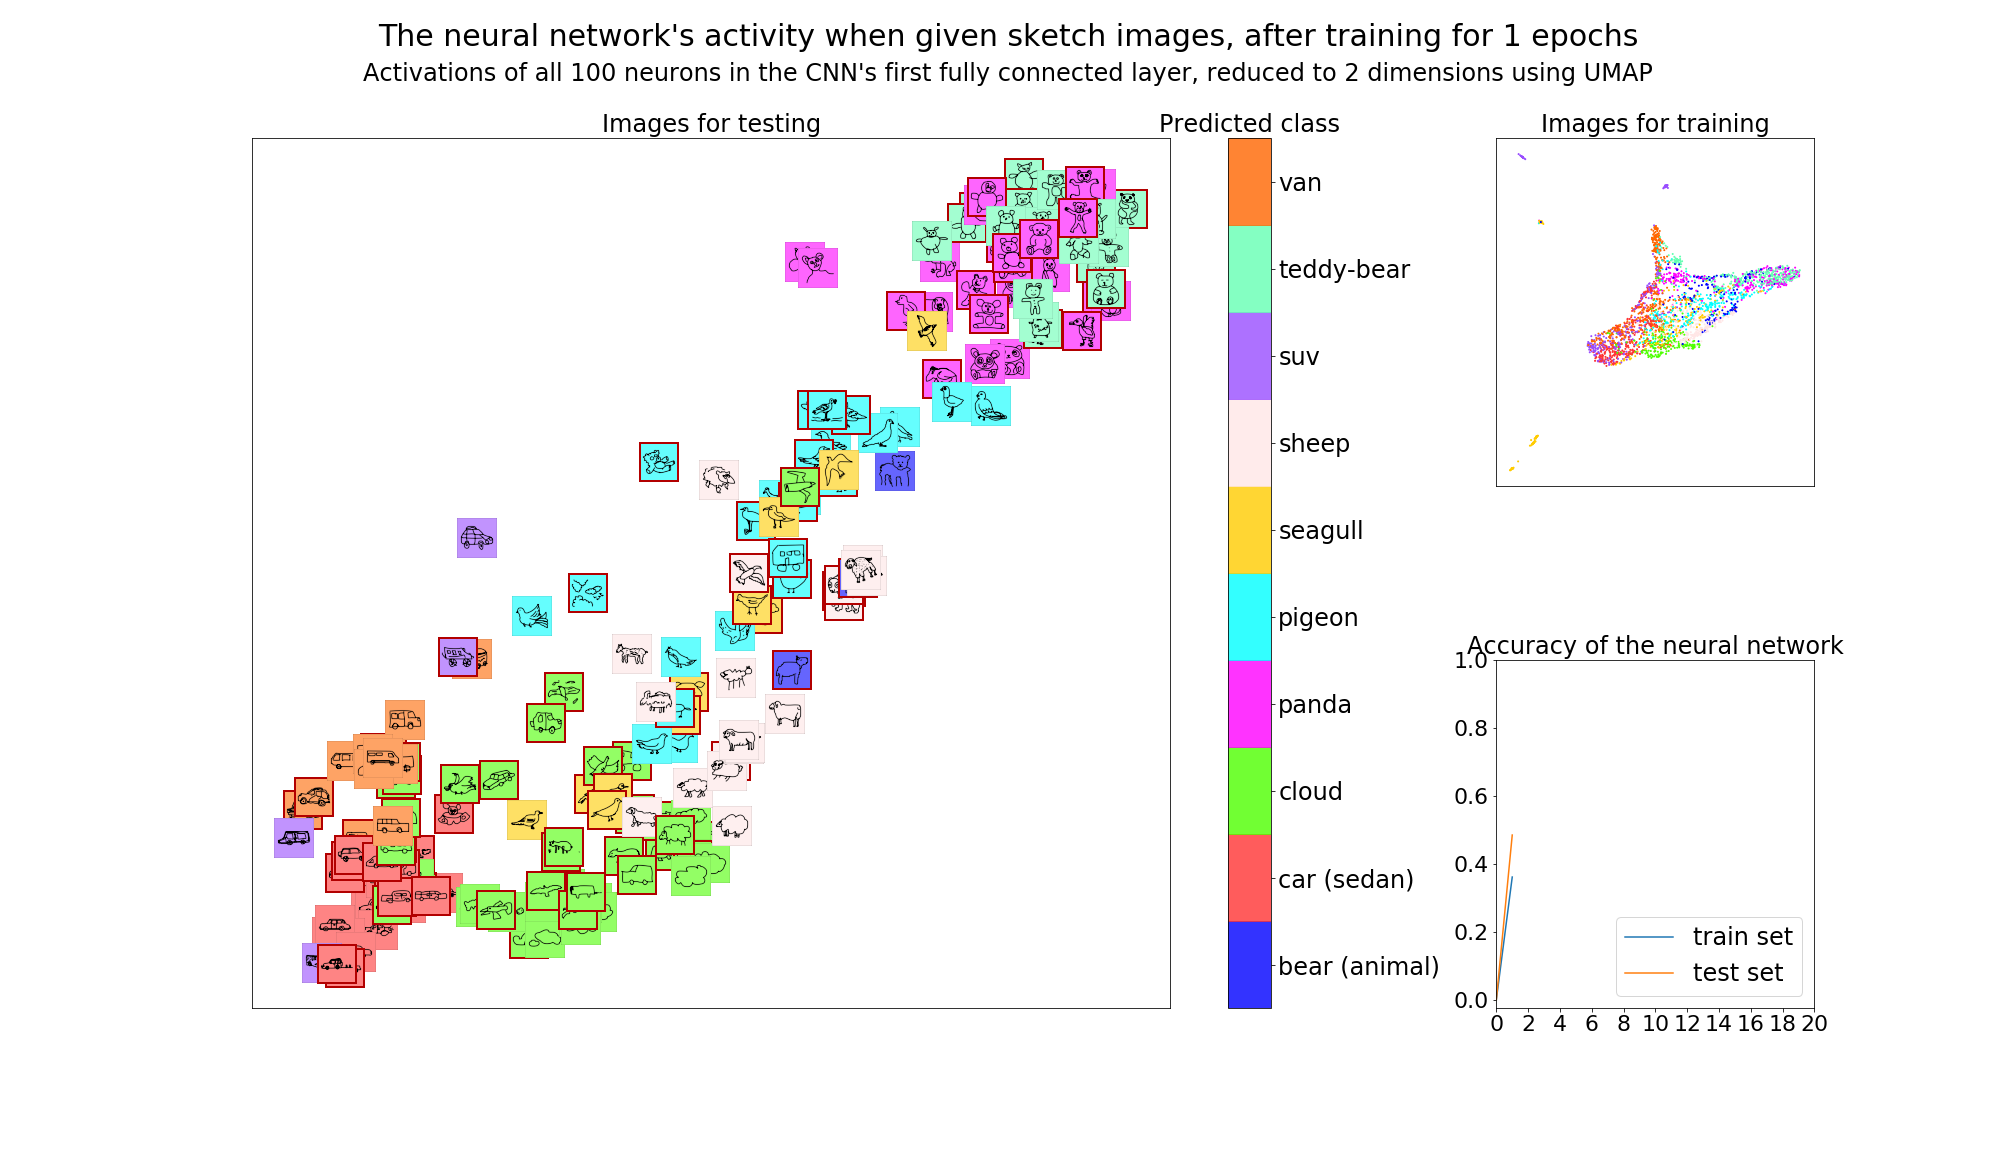 The neural network's activity when given sketch images, after training for 1 epochs
Activations of all 100 neurons in the CNN's first fully connected layer, reduced to 2 dimensions using UMAP
Images for testing
Predicted class
van
teddy-bear
suv
sheep
seagull
pigeon
panda
cloud
car (sedan)
bear (animal)
Images for training
Accuracy of the neural network
1.0
0.8
0.6
0.4
0.2
0.0
train set
test set
0 2 4 6 8 10 12 14 16 18 20